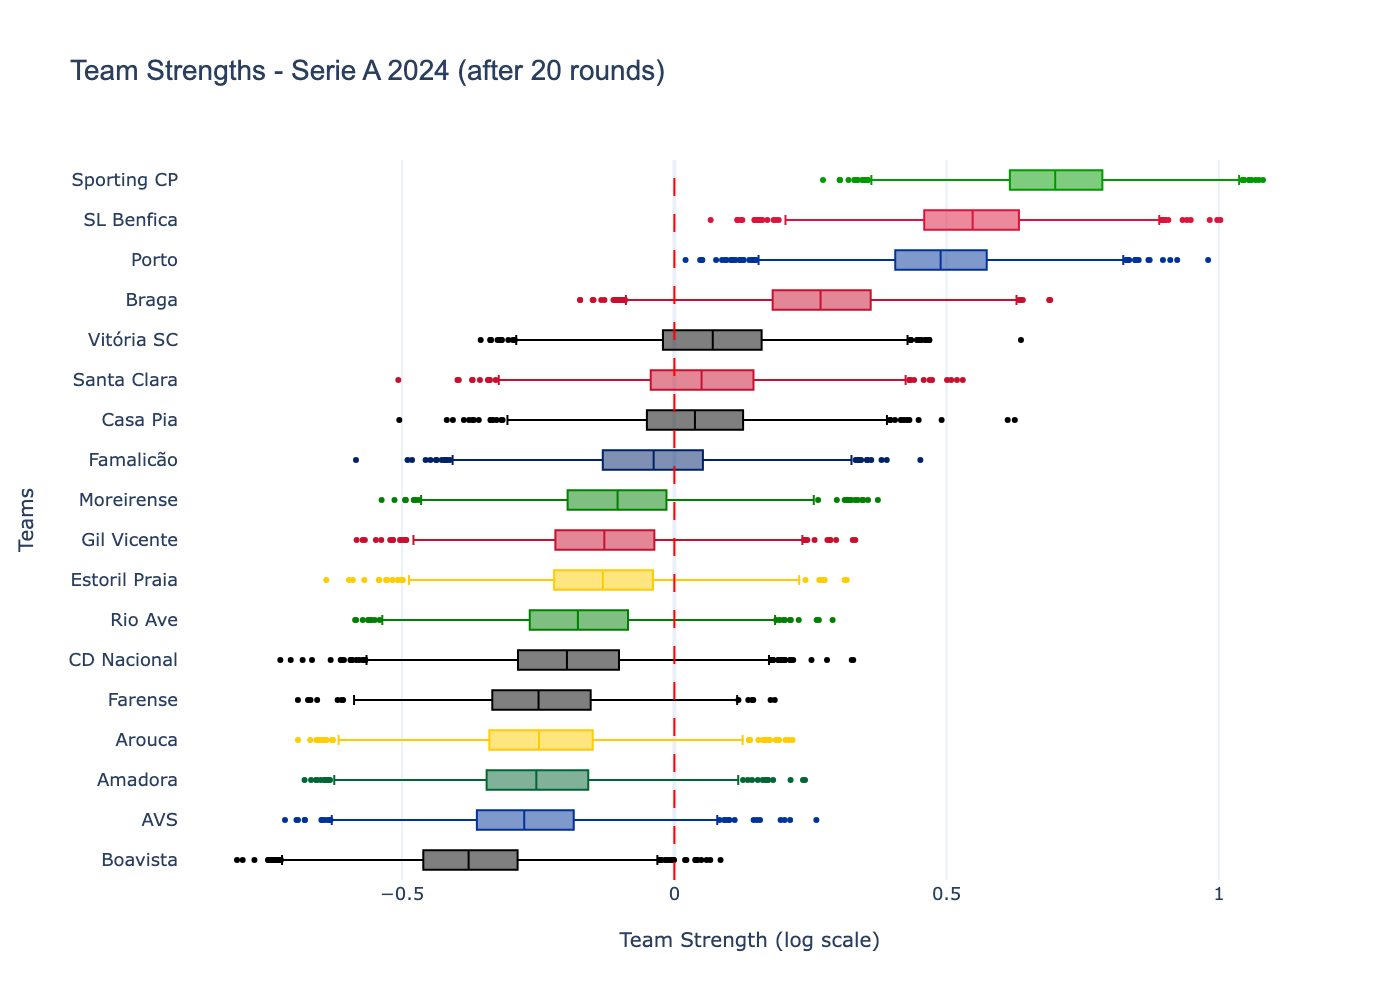 Team Strengths - Serie A 2024 (after 20 rounds)
Sporting CP
SL Benfica
Porto
Braga
Vitória SC
Santa Clara
Casa Pia
Famalicão
Moreirense
Gil Vicente
Estoril Praia
Rio Ave
CD Nacional
Farense
Arouca
Amadora
AVS
Boavista
Teams
−0.5 0 0.5 1
Team Strength (log scale)